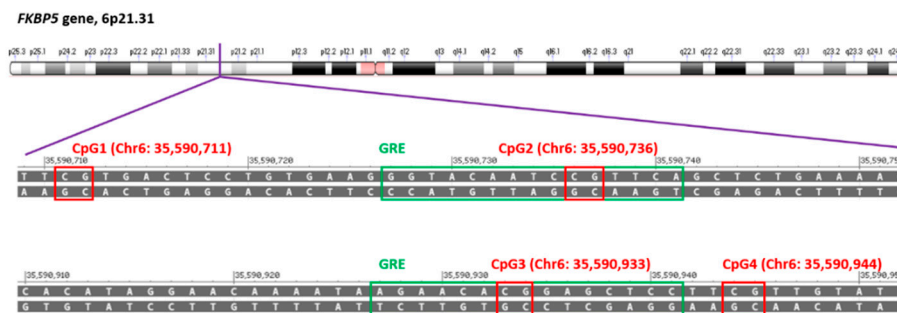 FKBP5 gene, 6p21.31
p25.3 p25.1 p24.2 p23 p22.3 p22.2 p22.1 p21.33 p21.31 p21.2 p21.1 p12.3 p12.2 p12.1 p11.1 q11.2 q12 q13 q14.1 q14.2 q15 q16.1 q16.2 q16.3 q21 q22.1 q22.2 q22.31 q22.33 q23.1 q23.2 q23.3 q24.1
CpG1 (Chr6: 35,590,711) GRE CpG2 (Chr6: 35,590,736)
35,590,710 35,590,720 35,590,730 35,590,740
T T C G T G A C T C C T G T G A A G G G T A C A A T C C G T T C A G C T C T G A A A A
A A G C A C T G A G G A C A C T T C C C A T G T T A G G C A A G T C G A G A C T T T T
GRE CpG3 (Chr6: 35,590,933) CpG4 (Chr6: 35,590,944)
35,590,910 35,590,920 35,590,930 35,590,940
C A C A T A G G A A C A A A A T A A G A A C A C G G A G C T C C T T C G T T G T A T
G T G T A T C C T T G T T T T A T T C T T G T G C C T C G A G G A A G C A A C A T A